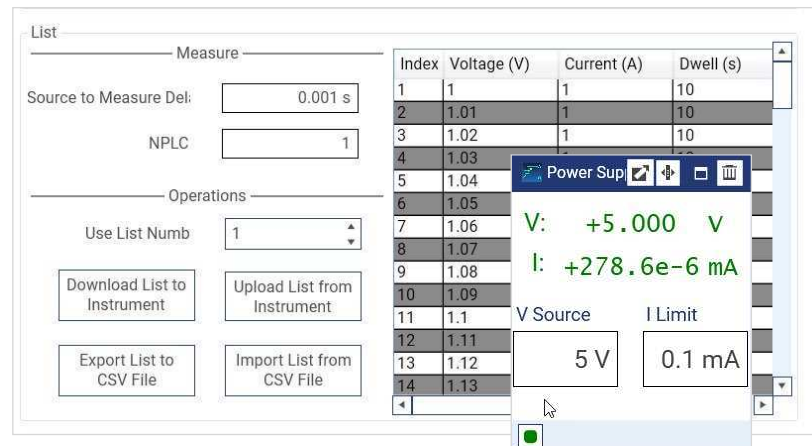 List
Measure
Source to Measure Del
0.001 s
NPLC
1
Operations
Use List Numb
1
Download List to
Instrument
Upload List from
Instrument
Export List to
CSV File
Import List from
CSV File
Index Voltage (V) Current (A) Dwell (s)
1 1 1 10
2 1.01 1 10
3 1.02 1 10
4 1.03
5 1.04
6 1.05
7 1.06
8 1.07
9 1.08
10 1.09
11 1.1
12 1.11
13 1.12
14 1.13
Power Sup
V: +5.000 V
I: +278.6e-6 mA
V Source I Limit
5 V 0.1 mA